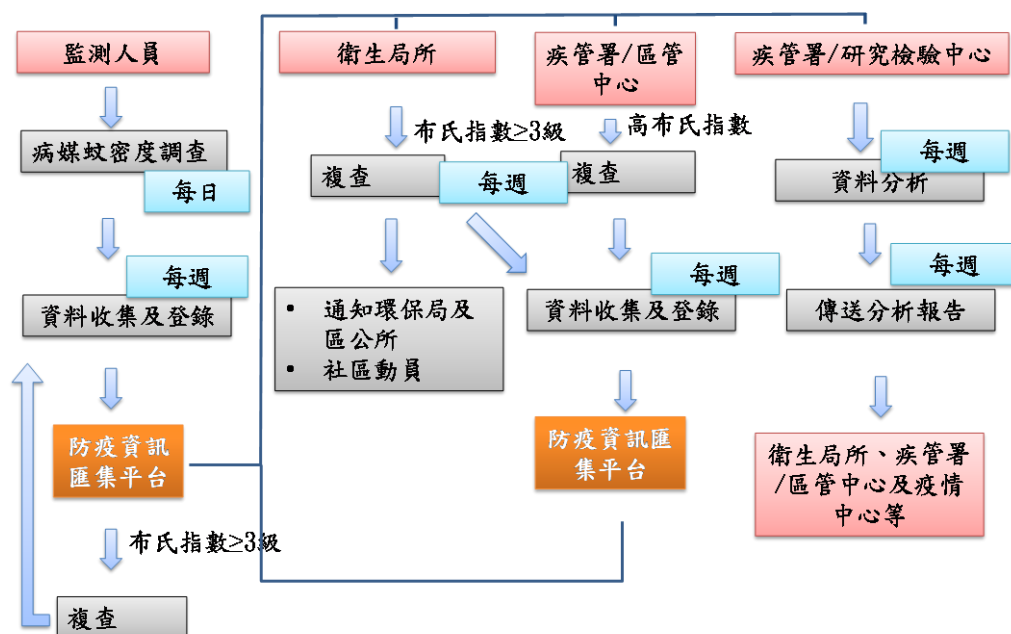 監測人員
病媒蚊密度調查
每日
每週
資料收集及登錄
防疫資訊
匯集平台
布氏指數≥3級
複查
衛生局所
布氏指數≥3級
複查
每週
▪ 通知環保局及
區公所
▪ 社區動員
疾管署/區管
中心
高布氏指數
複查
每週
資料收集及登錄
防疫資訊匯
集平台
疾管署/研究檢驗中心
每週
資料分析
每週
傳送分析報告
衛生局所、疾管署
/區管中心及疫情
中心等